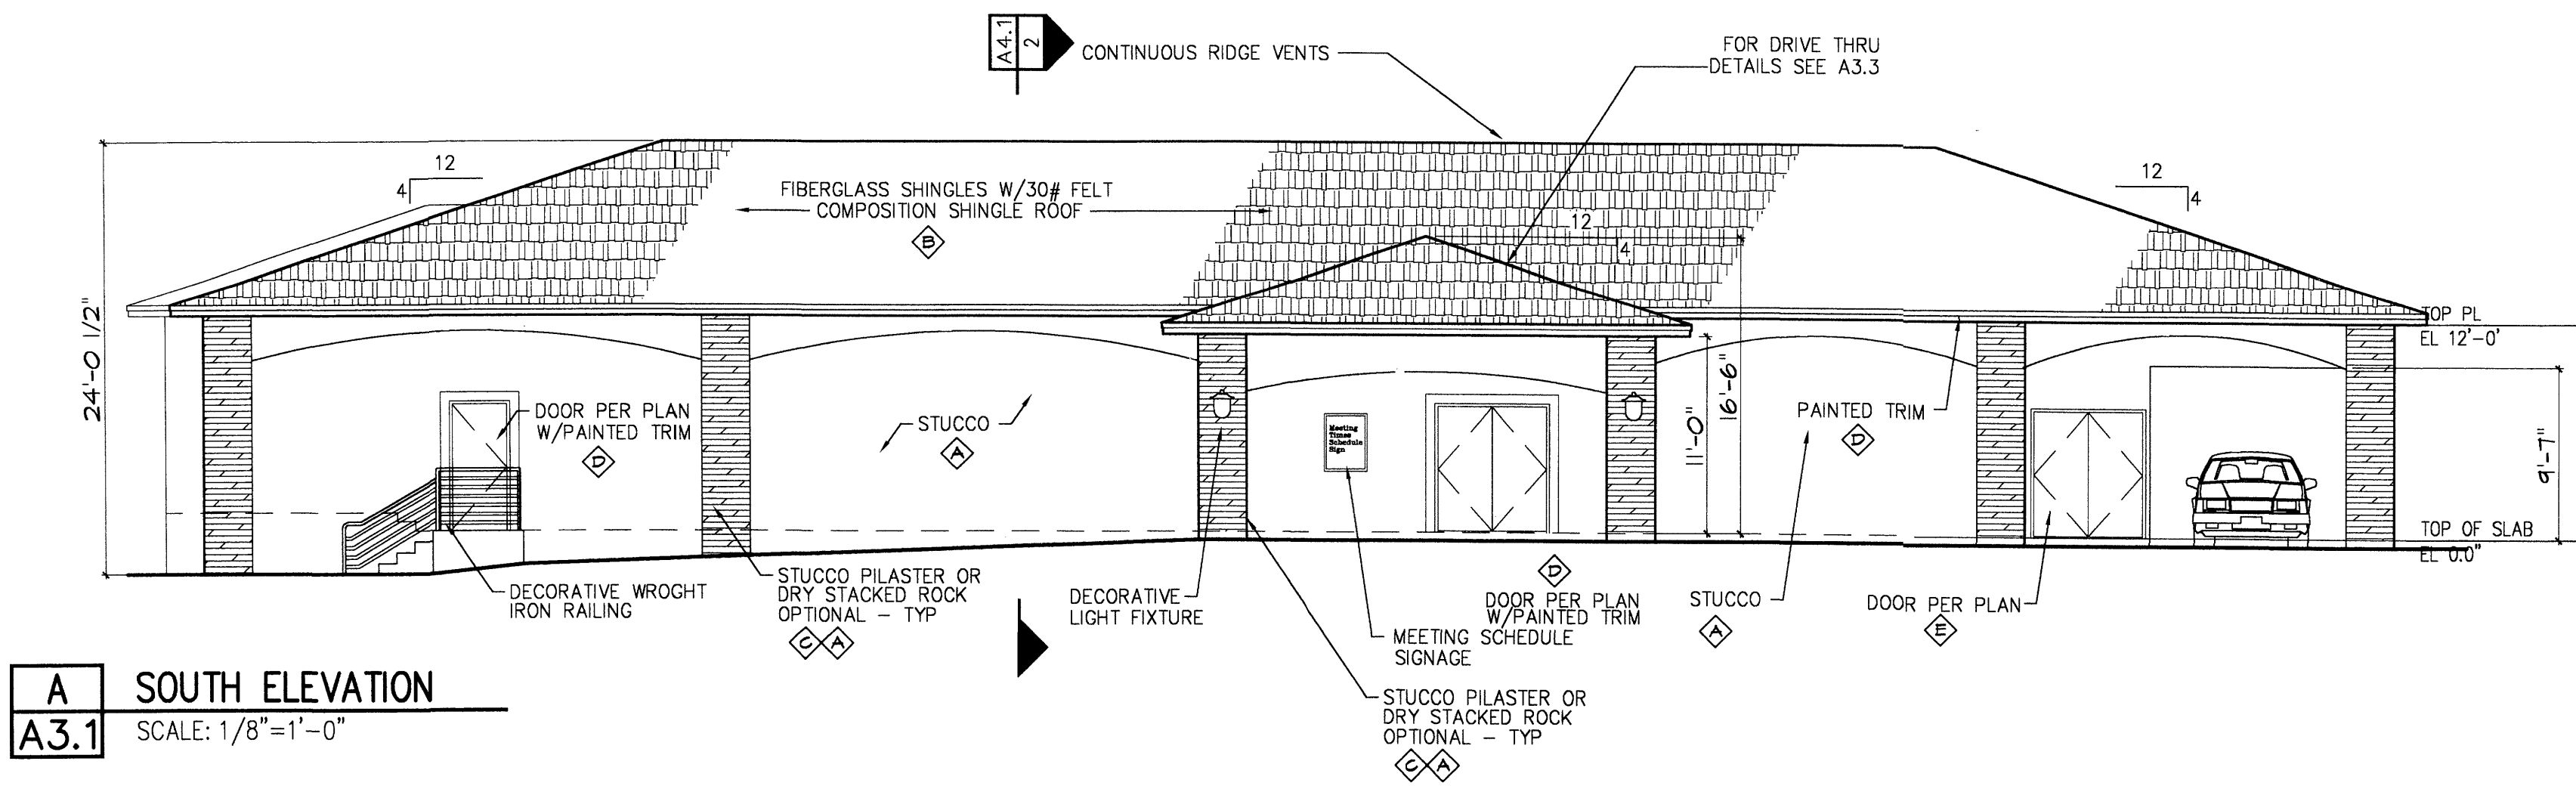 A4.1
2
CONTINUOUS RIDGE VENTS
FOR DRIVE THRU
DETAILS SEE A3.3
12
4
12
4
FIBERGLASS SHINGLES W/30# FELT
COMPOSITION SHINGLE ROOF
B
12
4
24'-0 1/2"
TOP PL
EL 12'-0'
DOOR PER PLAN
W/PAINTED TRIM
D
STUCCO
A
Meeting
Times
Schedule
Sign
11'-0"
16'-6"
PAINTED TRIM
D
9'-7"
TOP OF SLAB
EL 0.0"
DECORATIVE WROGHT
IRON RAILING
STUCCO PILASTER OR
DRY STACKED ROCK
OPTIONAL - TYP
C A
DECORATIVE
LIGHT FIXTURE
D
DOOR PER PLAN
W/PAINTED TRIM
MEETING SCHEDULE
SIGNAGE
STUCCO
A
DOOR PER PLAN
E
STUCCO PILASTER OR
DRY STACKED ROCK
OPTIONAL - TYP
C A
A
A3.1
SOUTH ELEVATION
SCALE: 1/8"=1'-0"